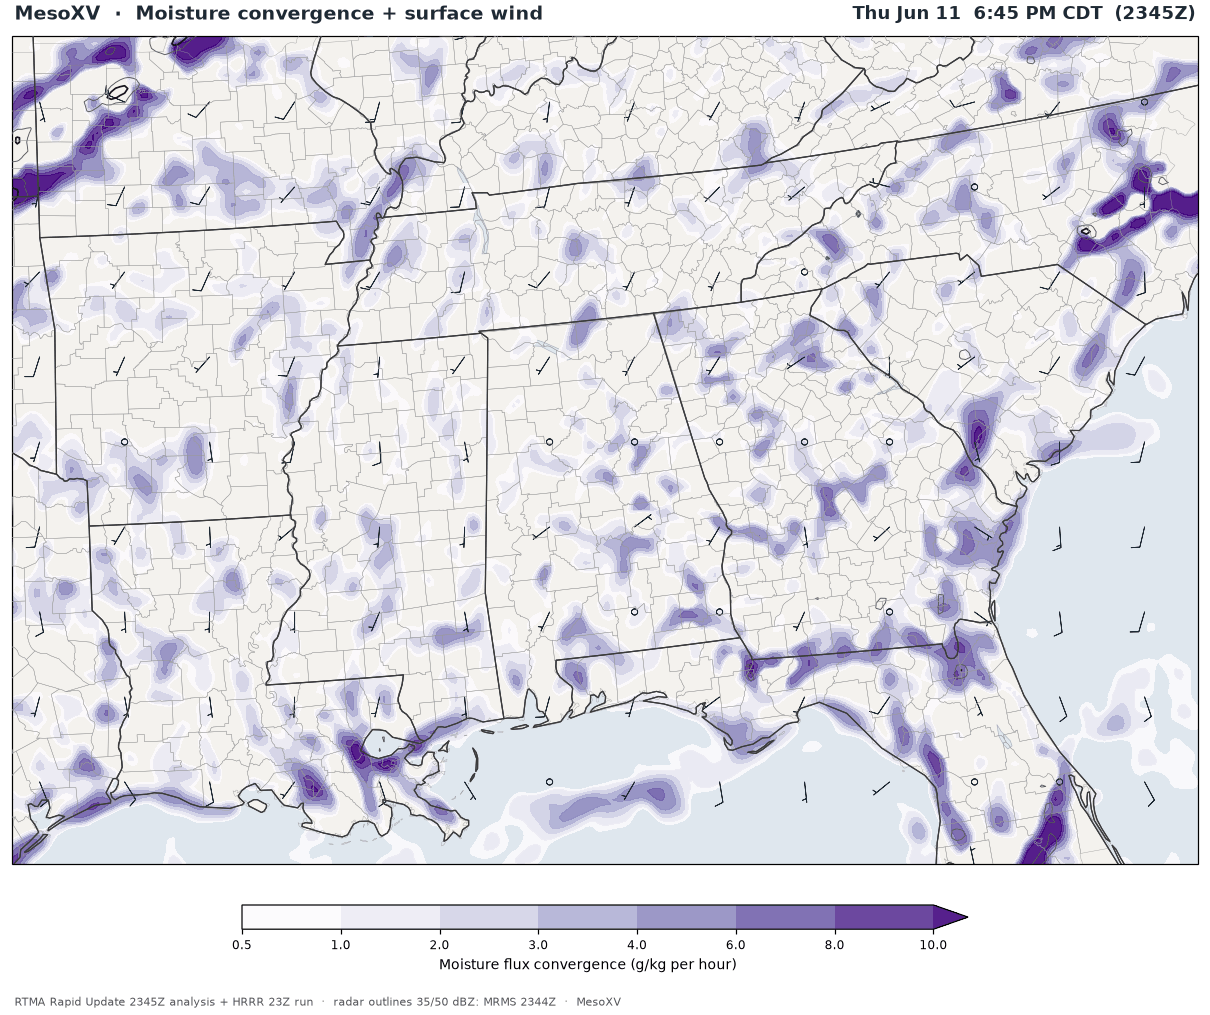 MesoXV · Moisture convergence + surface wind
Thu Jun 11 6:45 PM CDT (2345Z)
0.5 1.0 2.0 3.0 4.0 6.0 8.0 10.0
Moisture flux convergence (g/kg per hour)
RTMA Rapid Update 2345Z analysis + HRRR 23Z run · radar outlines 35/50 dBZ: MRMS 2344Z · MesoXV